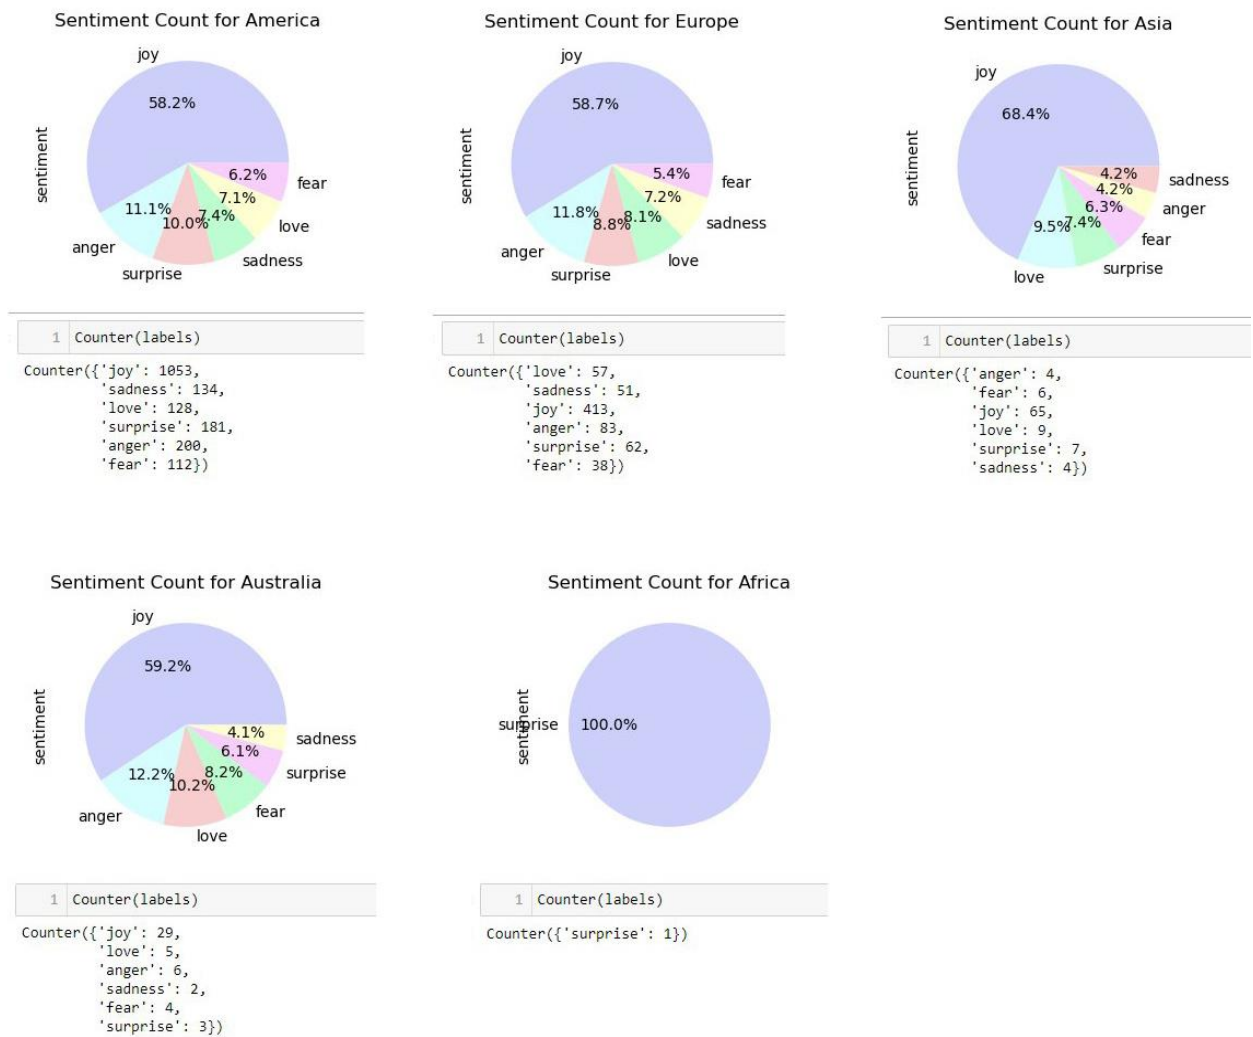 Sentiment Count for America
joy
58.2%
sentiment
6.2%
fear
7.1%
love
11.1%
10.0%
7.4%
anger
surprise
sadness
1 Counter(labels)
Counter({'joy': 1053,
'sadness': 134,
'love': 128,
'surprise': 181,
'anger': 200,
'fear': 112})
Sentiment Count for Europe
joy
58.7%
sentiment
5.4%
fear
7.2%
sadness
11.8%
8.8%
8.1%
anger
surprise
love
1 Counter(labels)
Counter({'love': 57,
'sadness': 51,
'joy': 413,
'anger': 83,
'surprise': 62,
'fear': 38})
Sentiment Count for Asia
joy
68.4%
sentiment
4.2%
sadness
4.2%
anger
6.3%
fear
9.5%
7.4%
love
surprise
1 Counter(labels)
Counter({'anger': 4,
'fear': 6,
'joy': 65,
'love': 9,
'surprise': 7,
'sadness': 4})
Sentiment Count for Australia
joy
59.2%
sentiment
4.1%
sadness
6.1%
surprise
12.2%
10.2%
8.2%
anger
love
fear
1 Counter(labels)
Counter({'joy': 29,
'love': 5,
'anger': 6,
'sadness': 2,
'fear': 4,
'surprise': 3})
Sentiment Count for Africa
sentiment
surprise
100.0%
1 Counter(labels)
Counter({'surprise': 1})